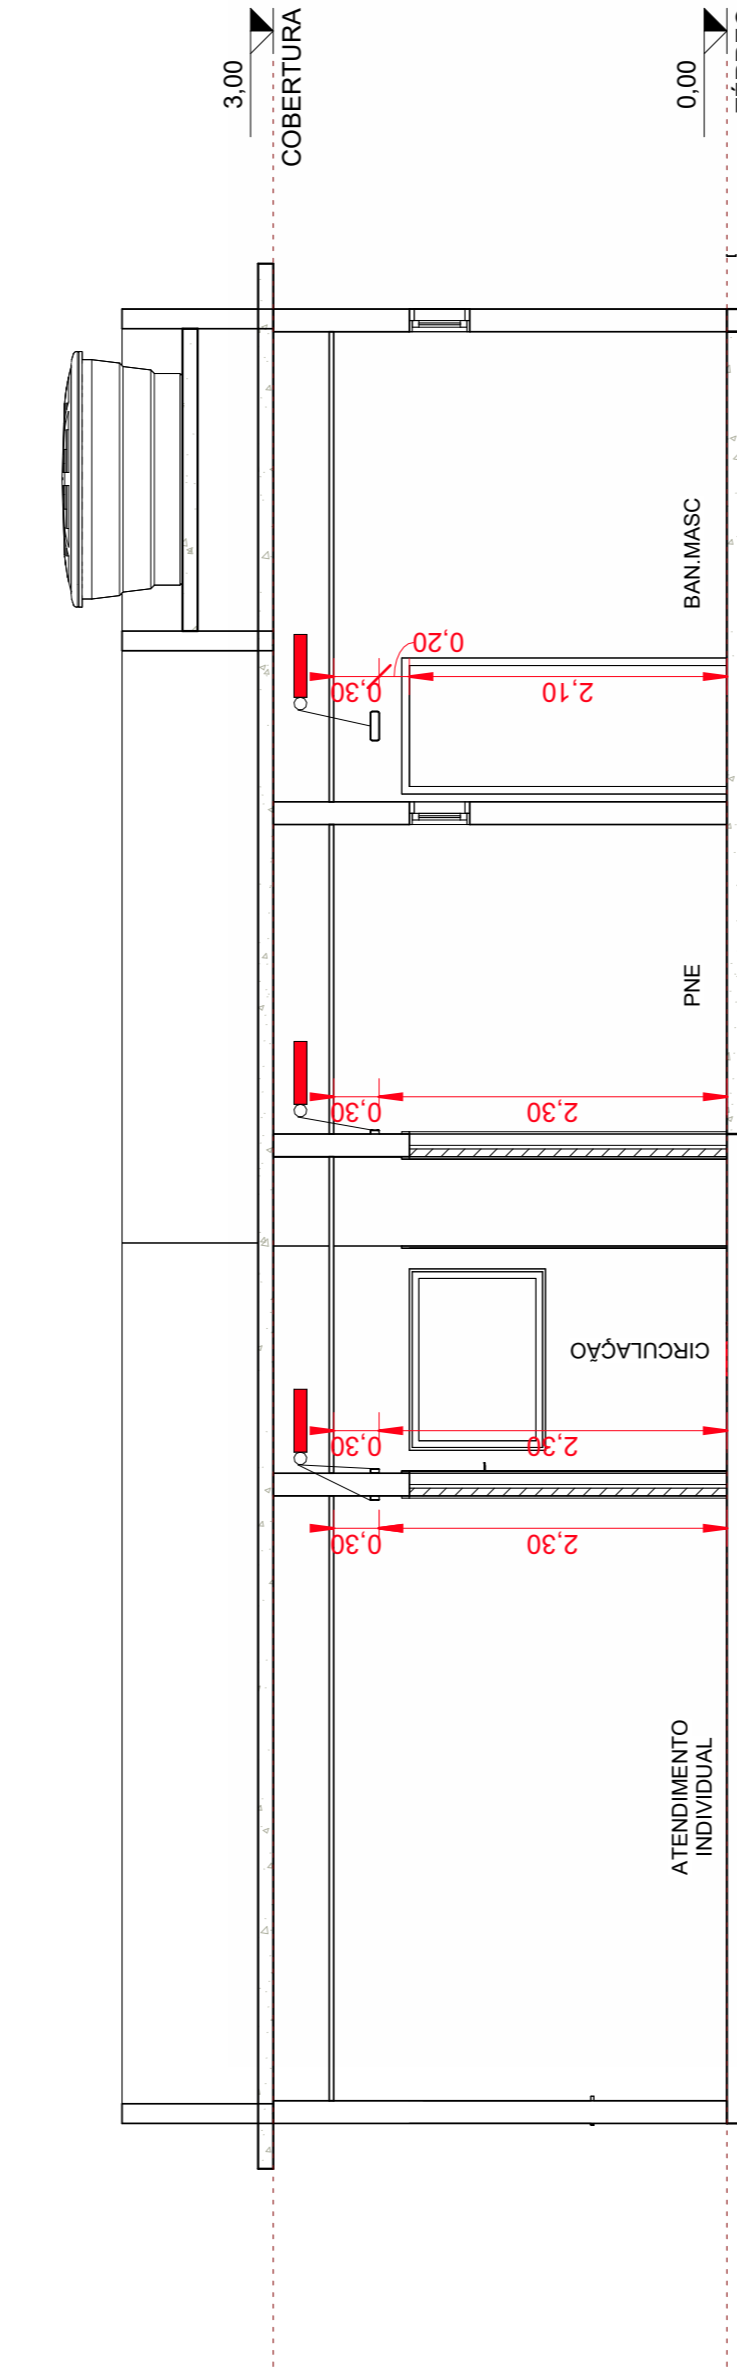 3,00
COBERTURA
0,00
BAN.MASC
0,20
0,30
2,10
PNE
0,30
2,30
CIRCULAÇÃO
0,30
2,30
0,30
2,30
ATENDIMENTO
INDIVIDUAL